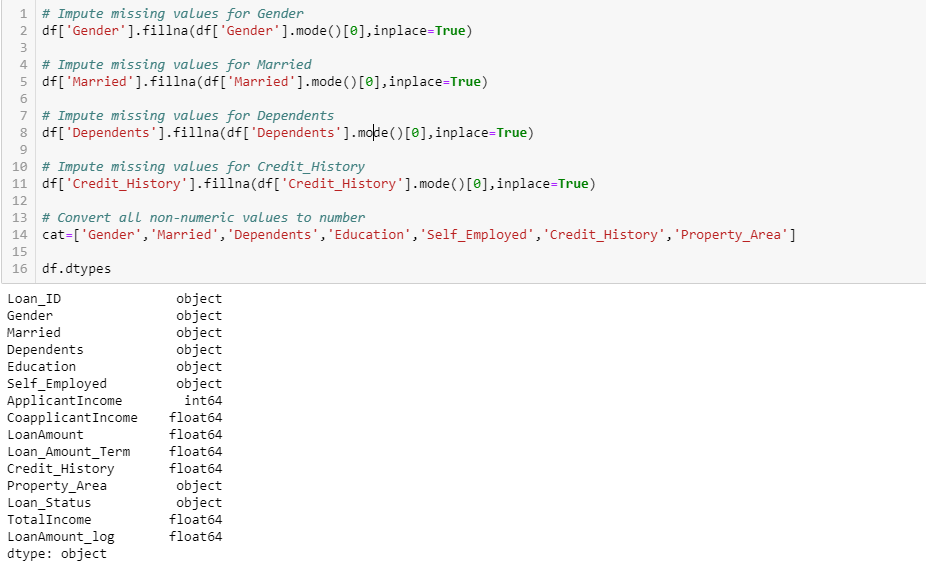 1 # Impute missing values for Gender
2 df['Gender'].fillna(df['Gender'].mode()[0],inplace=True)
3
4 # Impute missing values for Married
5 df['Married'].fillna(df['Married'].mode()[0],inplace=True)
6
7 # Impute missing values for Dependents
8 df['Dependents'].fillna(df['Dependents'].mode()[0],inplace=True)
9
10 # Impute missing values for Credit_History
11 df['Credit_History'].fillna(df['Credit_History'].mode()[0],inplace=True)
12
13 # Convert all non-numeric values to number
14 cat=['Gender','Married','Dependents','Education','Self_Employed','Credit_History','Property_Area']
15
16 df.dtypes
Loan_ID object
Gender object
Married object
Dependents object
Education object
Self_Employed object
ApplicantIncome int64
CoapplicantIncome float64
LoanAmount float64
Loan_Amount_Term float64
Credit_History float64
Property_Area object
Loan_Status object
TotalIncome float64
LoanAmount_log float64
dtype: object